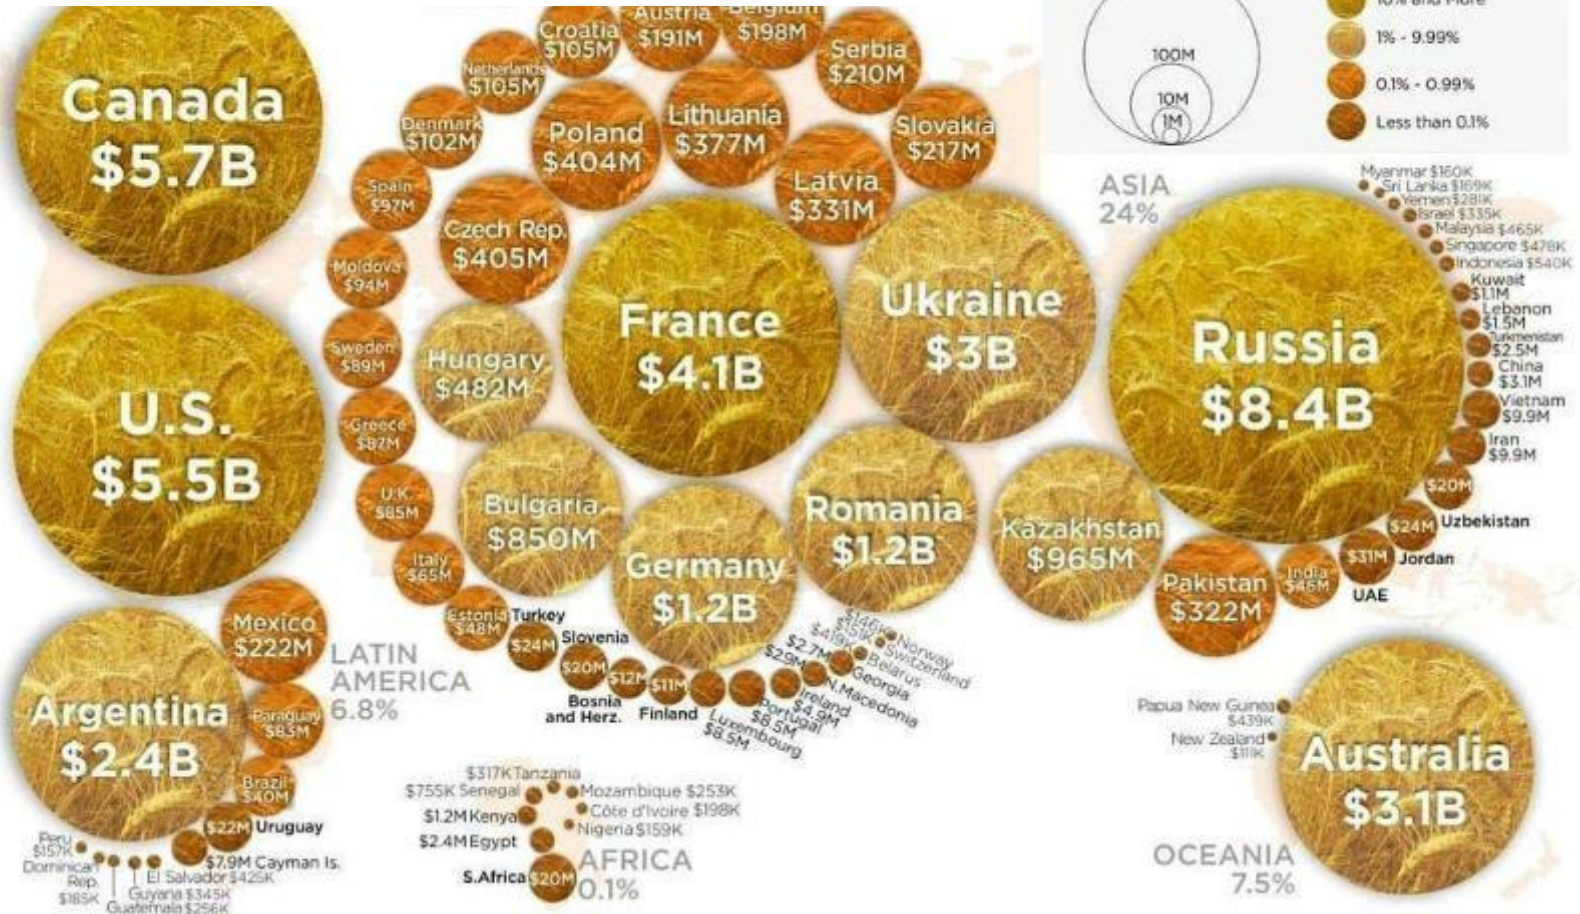 Canada
$5.7B
U.S.
$5.5B
Argentina
$2.4B
Mexico
$222M
Paraguay
$83M
Brazil
$40M
$22M Uruguay
$7.9M Cayman Is.
El Salvador $425K
Guyana $345K
Guatemala $256K
Dominican
Rep.
$185K
Peru
$157K
LATIN
AMERICA
6.8%
Croatia
$105M
Austria
$191M
Belgium
$198M
Serbia
$210M
Slovakia
$217M
Netherlands
$105M
Denmark
$102M
Spain
$97M
Moldova
$94M
Sweden
$89M
Greece
$87M
U.K.
$85M
Italy
$65M
Estonia
$48M
Turkey
$24M
Slovenia
$20M
$12M
Bosnia
and Herz.
$11M
Finland
Luxembourg
$8.5M
Portugal
$8.5M
Ireland
$4.9M
N.Macedonia
$2.9M
Georgia
$2.7M
Belarus
$419K
Switzerland
$151K
Norway
$146K
Poland
$404M
Lithuania
$377M
Latvia
$331M
Czech Rep.
$405M
Hungary
$482M
France
$4.1B
Ukraine
$3B
Bulgaria
$850M
Germany
$1.2B
Romania
$1.2B
100M
10M
1M
10% and More
1% - 9.99%
0.1% - 0.99%
Less than 0.1%
ASIA
24%
Russia
$8.4B
Kazakhstan
$965M
Pakistan
$322M
India
$46M
$31M
UAE
$24M
Jordan
$20M
Uzbekistan
Iran
$9.9M
Vietnam
$9.9M
China
$3.1M
Turkmenistan
$2.5M
Lebanon
$1.5M
Kuwait
$1.1M
Indonesia $540K
Singapore $478K
Malaysia $465K
Israel $335K
Yemen $281K
Sri Lanka $169K
Myanmar $160K
$317K Tanzania
$755K Senegal
Mozambique $253K
$1.2M Kenya
Côte d'Ivoire $198K
Nigeria $159K
$2.4M Egypt
S.Africa $20M
AFRICA
0.1%
Papua New Guinea
$439K
New Zealand
$111K
Australia
$3.1B
OCEANIA
7.5%